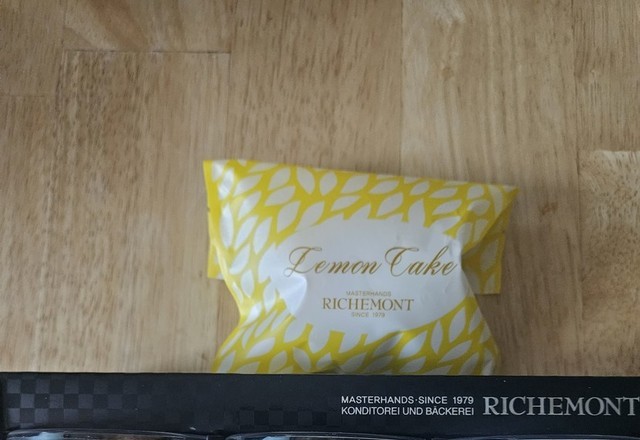 Lemon Cake
MASTERHANDS
RICHEMONT
SINCE 1979
MASTERHANDS·SINCE 1979
KONDITOREI UND BÄCKEREI
RICHEMONT